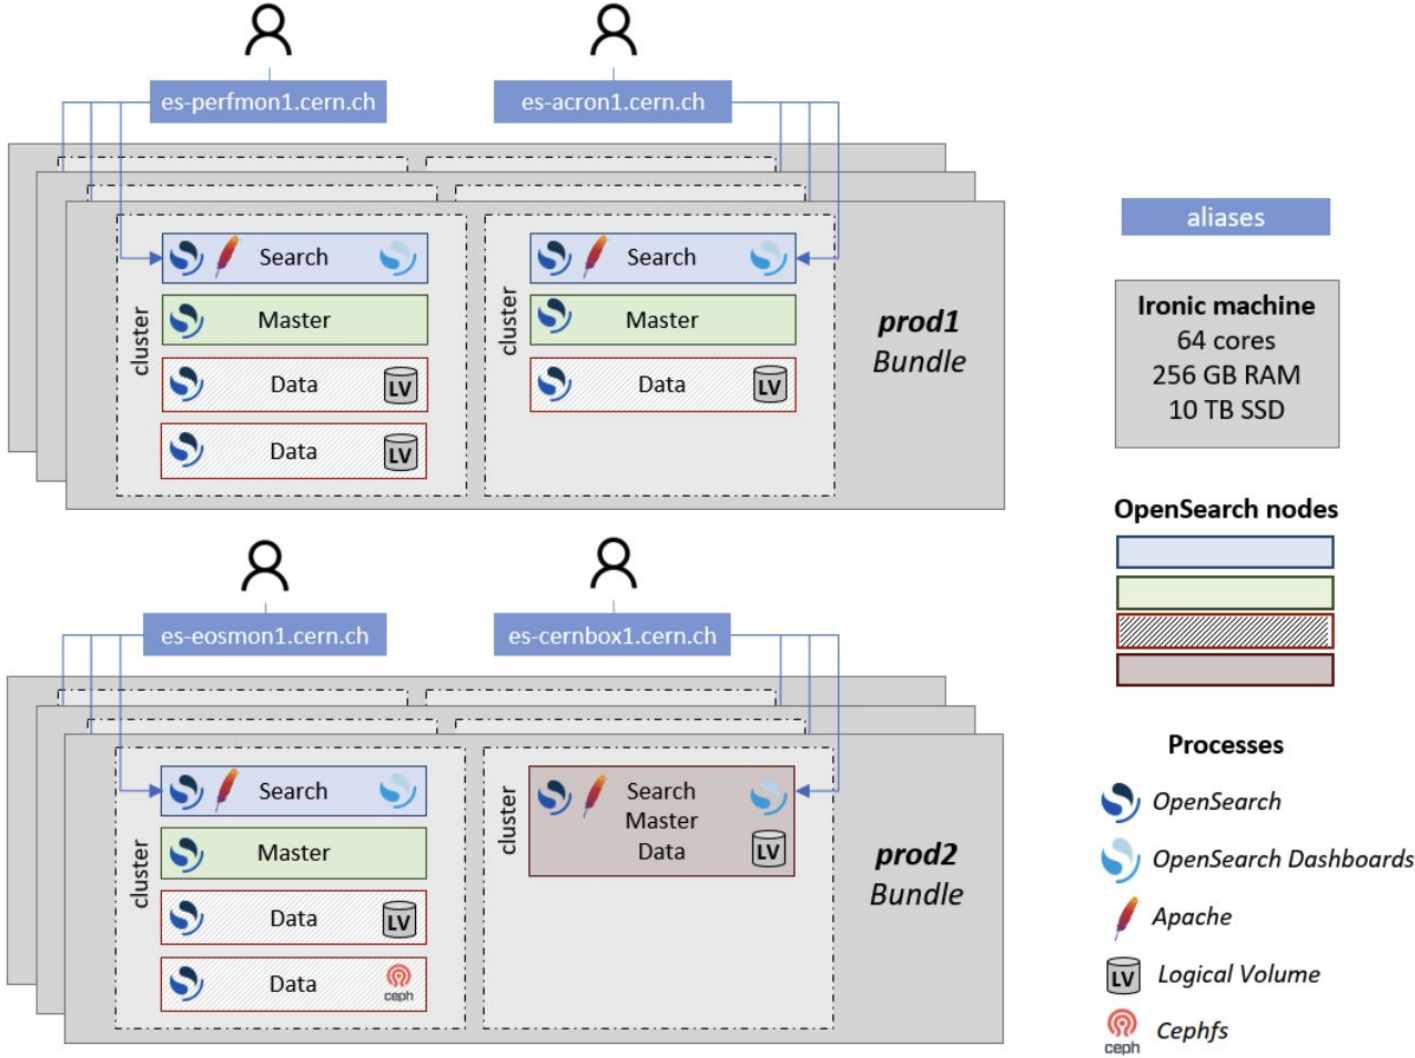 es-perfmon1.cern.ch
es-acron1.cern.ch
cluster
Search
Master
Data
LV
Data
LV
cluster
Search
Master
Data
LV
prod1
Bundle
es-eosmon1.cern.ch
es-cernbox1.cern.ch
cluster
Search
Master
Data
LV
Data
ceph
cluster
Search
Master
Data
LV
prod2
Bundle
aliases
Ironic machine
64 cores
256 GB RAM
10 TB SSD
OpenSearch nodes
Processes
OpenSearch
OpenSearch Dashboards
Apache
LV Logical Volume
ceph Cephfs